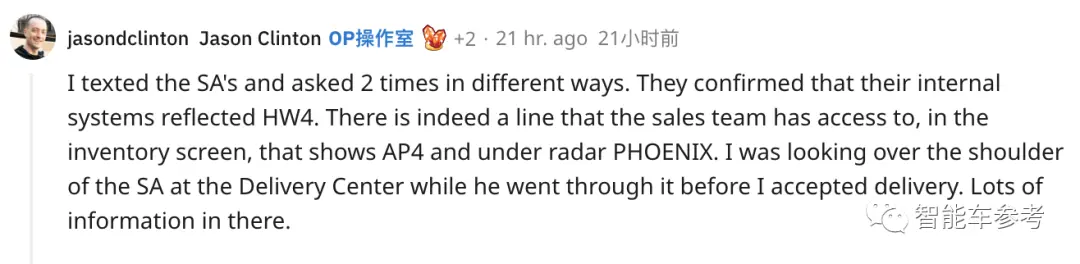 jasondclinton Jason Clinton OP操作室 +2 · 21 hr. ago 21小时前
I texted the SA's and asked 2 times in different ways. They confirmed that their internal
systems reflected HW4. There is indeed a line that the sales team has access to, in the
inventory screen, that shows AP4 and under radar PHOENIX. I was looking over the shoulder
of the SA at the Delivery Center while he went through it before I accepted delivery. Lots of
information in there.
智能车参考